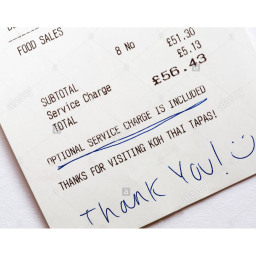 FOOD SALES
8 No £51.30
SUBTOTAL £5.13
Service Charge £56.43
TOTAL
OPTIONAL SERVICE CHARGE IS INCLUDED
THANKS FOR VISITING KOH THAI TAPAS!
Thank You!